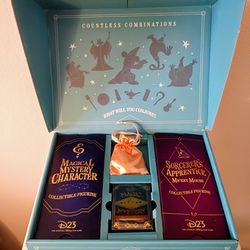 COUNTLESS COMBINATIONS
WHAT WILL YOU CONJURE?
&
MAGICAL
MYSTERY
CHARACTER
COLLECTIBLE FIGURINE
D23
SORCERER'S
APPRENTICE
MICKEY MOUSE
COLLECTIBLE FIGURINE
D23